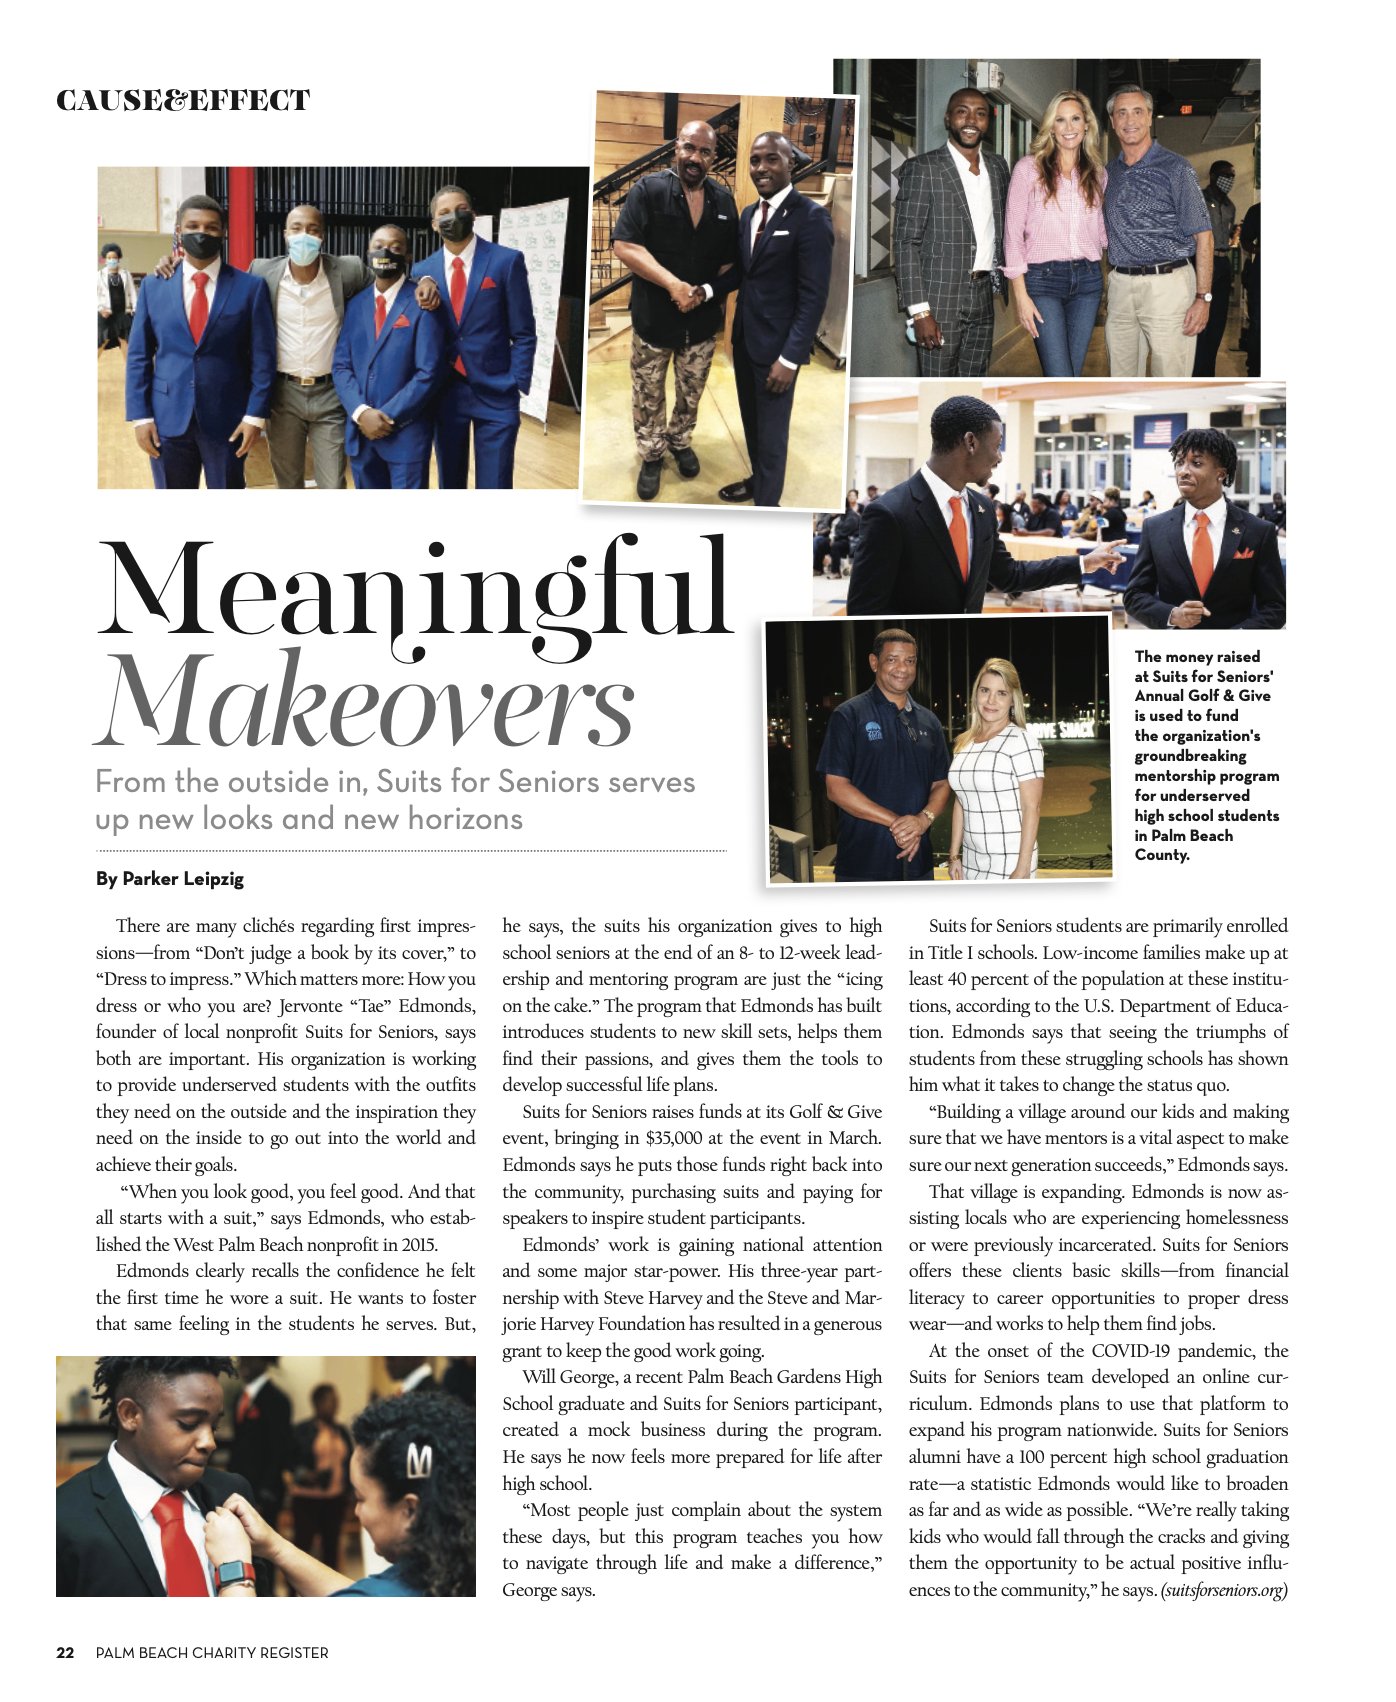 CAUSE&EFFECT
Meaningful
Makeovers
From the outside in, Suits for Seniors serves
up new looks and new horizons
By Parker Leipzig
The money raised
at Suits for Seniors'
Annual Golf & Give
is used to fund
the organization's
groundbreaking
mentorship program
for underserved
high school students
in Palm Beach
County.
There are many clichés regarding first impres-
sions—from “Don’t judge a book by its cover,” to
“Dress to impress.” Which matters more: How you
dress or who you are? Jervonte “Tae” Edmonds,
founder of local nonprofit Suits for Seniors, says
both are important. His organization is working
to provide underserved students with the outfits
they need on the outside and the inspiration they
need on the inside to go out into the world and
achieve their goals.
“When you look good, you feel good. And that
all starts with a suit,” says Edmonds, who estab-
lished the West Palm Beach nonprofit in 2015.
Edmonds clearly recalls the confidence he felt
the first time he wore a suit. He wants to foster
that same feeling in the students he serves. But,
he says, the suits his organization gives to high
school seniors at the end of an 8- to 12-week lead-
ership and mentoring program are just the “icing
on the cake.” The program that Edmonds has built
introduces students to new skill sets, helps them
find their passions, and gives them the tools to
develop successful life plans.
Suits for Seniors raises funds at its Golf & Give
event, bringing in $35,000 at the event in March.
Edmonds says he puts those funds right back into
the community, purchasing suits and paying for
speakers to inspire student participants.
Edmonds’ work is gaining national attention
and some major star-power. His three-year part-
nership with Steve Harvey and the Steve and Mar-
jorie Harvey Foundation has resulted in a generous
grant to keep the good work going.
Will George, a recent Palm Beach Gardens High
School graduate and Suits for Seniors participant,
created a mock business during the program.
He says he now feels more prepared for life after
high school.
“Most people just complain about the system
these days, but this program teaches you how
to navigate through life and make a difference,”
George says.
Suits for Seniors students are primarily enrolled
in Title I schools. Low-income families make up at
least 40 percent of the population at these institu-
tions, according to the U.S. Department of Educa-
tion. Edmonds says that seeing the triumphs of
students from these struggling schools has shown
him what it takes to change the status quo.
“Building a village around our kids and making
sure that we have mentors is a vital aspect to make
sure our next generation succeeds,” Edmonds says.
That village is expanding. Edmonds is now as-
sisting locals who are experiencing homelessness
or were previously incarcerated. Suits for Seniors
offers these clients basic skills—from financial
literacy to career opportunities to proper dress
wear—and works to help them find jobs.
At the onset of the COVID-19 pandemic, the
Suits for Seniors team developed an online cur-
riculum. Edmonds plans to use that platform to
expand his program nationwide. Suits for Seniors
alumni have a 100 percent high school graduation
rate—a statistic Edmonds would like to broaden
as far and as wide as possible. “We’re really taking
kids who would fall through the cracks and giving
them the opportunity to be actual positive influ-
ences to the community,” he says. (suitsforseniors.org)
22 PALM BEACH CHARITY REGISTER